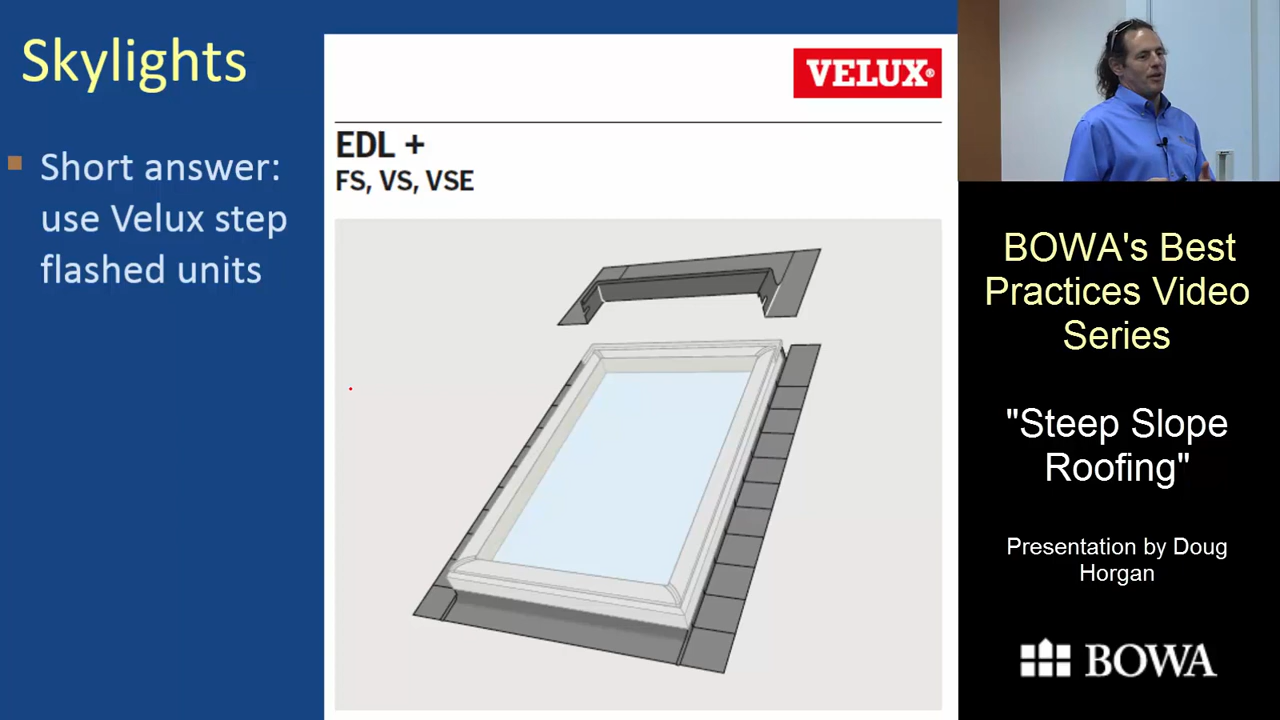 Skylights
Short answer:
use Velux step
flashed units
VELUX®
EDL +
FS, VS, VSE
BOWA's Best
Practices Video
Series
"Steep Slope
Roofing"
Presentation by Doug
Horgan
BOWA